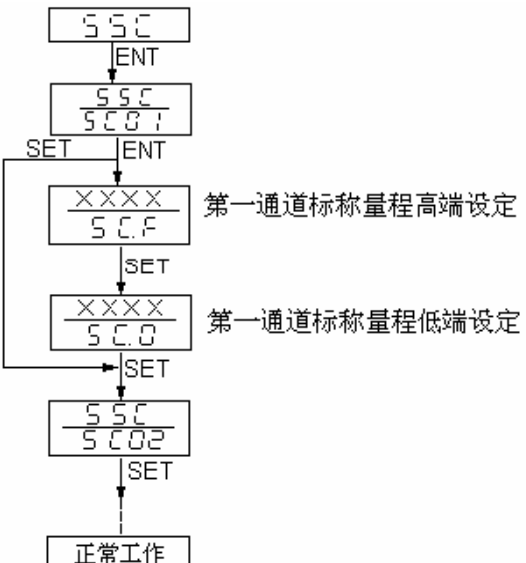 SSC
ENT
SSC
SC01
SET
ENT
XXXX
SC.F
第一通道标称量程高端设定
SET
XXXX
SC.0
第一通道标称量程低端设定
SET
SSC
SC02
SET
正常工作